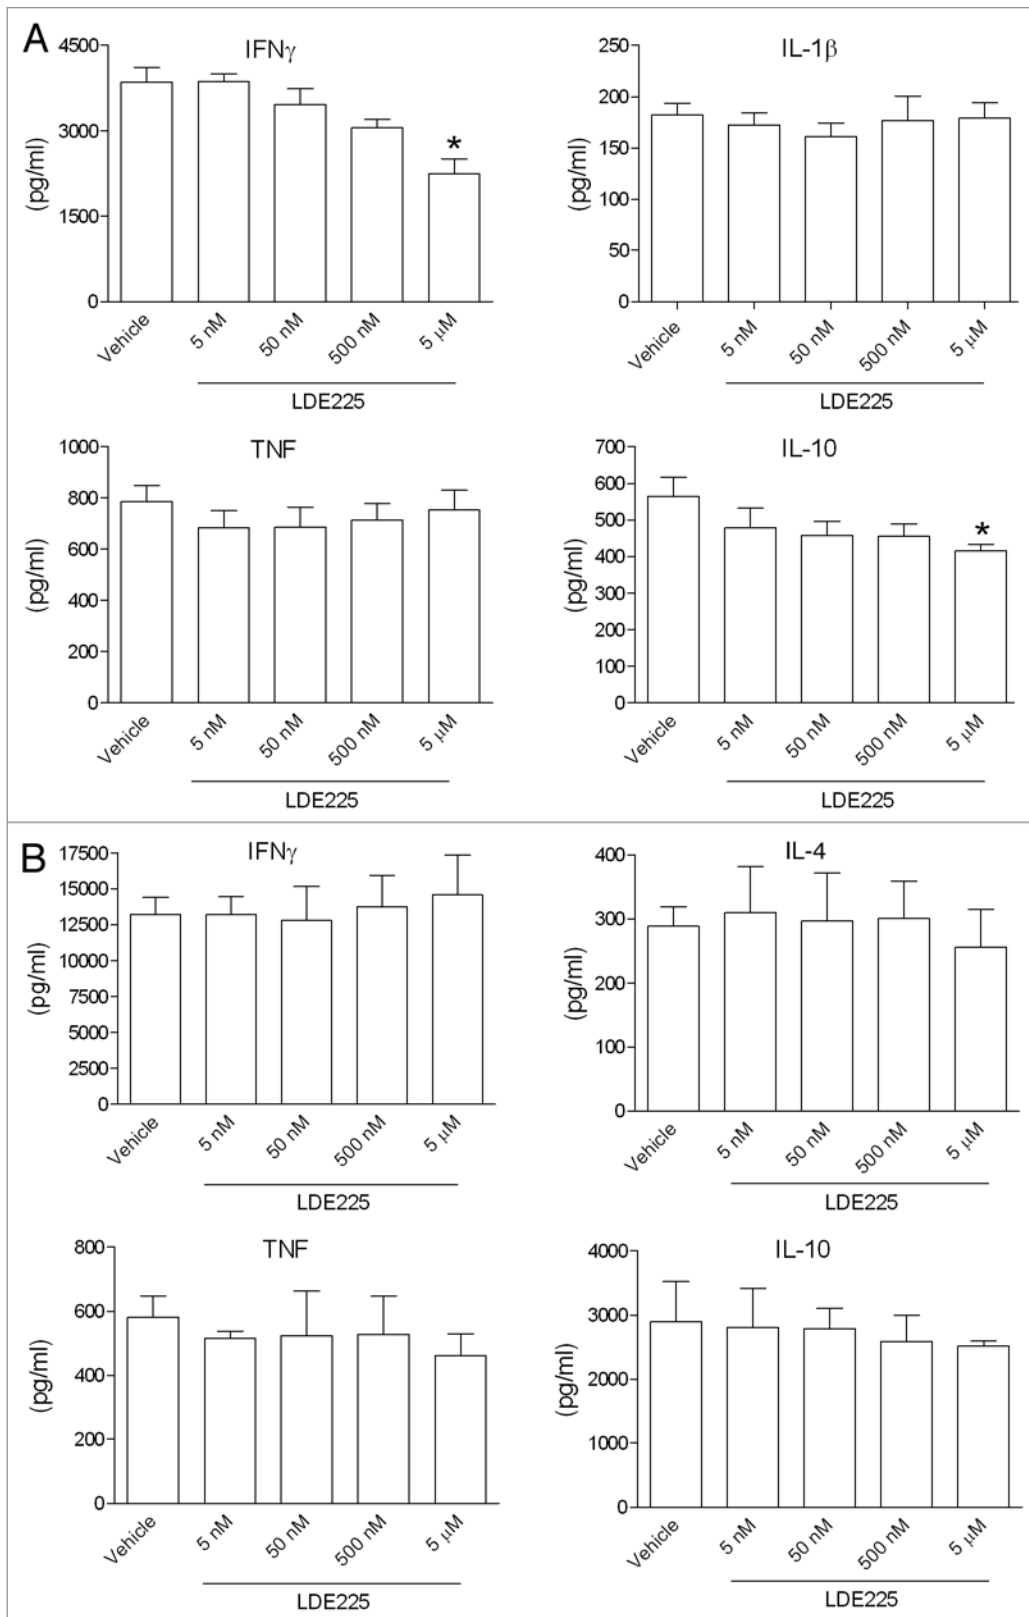 A
IFNγ
(pg/ml)
4500
3000
1500
0
Vehicle
5 nM
50 nM
500 nM
5 μM
*
LDE225
IL-1β
(pg/ml)
250
200
150
100
50
0
Vehicle
5 nM
50 nM
500 nM
5 μM
LDE225
TNF
(pg/ml)
1000
800
600
400
200
0
Vehicle
5 nM
50 nM
500 nM
5 μM
LDE225
IL-10
(pg/ml)
700
600
500
400
300
200
100
0
Vehicle
5 nM
50 nM
500 nM
5 μM
*
LDE225
B
IFNγ
(pg/ml)
17500
15000
12500
10000
7500
5000
2500
0
Vehicle
5 nM
50 nM
500 nM
5 μM
LDE225
IL-4
(pg/ml)
400
300
200
100
0
Vehicle
5 nM
50 nM
500 nM
5 μM
LDE225
TNF
(pg/ml)
800
600
400
200
0
Vehicle
5 nM
50 nM
500 nM
5 μM
LDE225
IL-10
(pg/ml)
4000
3000
2000
1000
0
Vehicle
5 nM
50 nM
500 nM
5 μM
LDE225